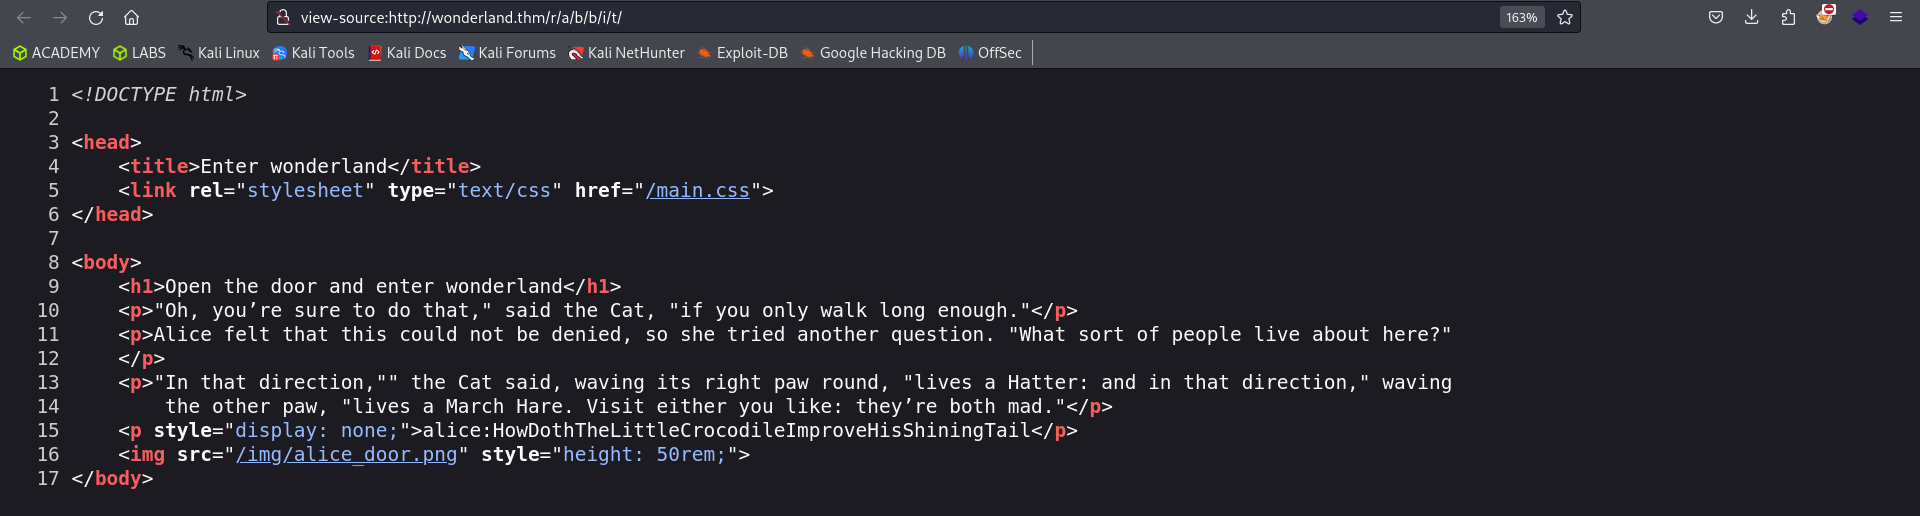 view-source:http://wonderland.thm/r/a/b/b/i/t/ 163%
ACADEMY LABS Kali Linux Kali Tools Kali Docs Kali Forums Kali NetHunter Exploit-DB Google Hacking DB OffSec
1 <!DOCTYPE html>
2
3 <head>
4     <title>Enter wonderland</title>
5     <link rel="stylesheet" type="text/css" href="/main.css">
6 </head>
7
8 <body>
9     <h1>Open the door and enter wonderland</h1>
10     <p>"Oh, you’re sure to do that," said the Cat, "if you only walk long enough."</p>
11     <p>Alice felt that this could not be denied, so she tried another question. "What sort of people live about here?"
12     </p>
13     <p>"In that direction,"" the Cat said, waving its right paw round, "lives a Hatter: and in that direction," waving
14         the other paw, "lives a March Hare. Visit either you like: they’re both mad."</p>
15     <p style="display: none;">alice:HowDothTheLittleCrocodileImproveHisShiningTail</p>
16     <img src="/img/alice_door.png" style="height: 50rem;">
17 </body>